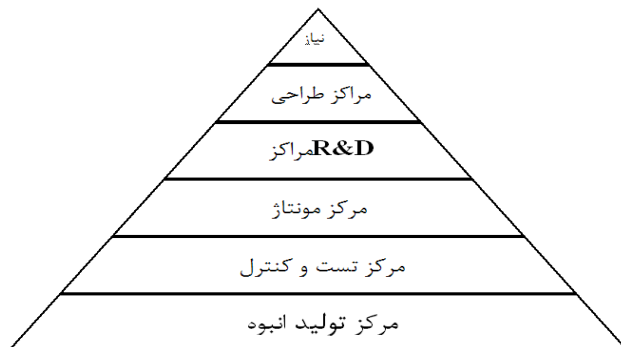 نیاز
مراکز طراحی
مراکزR&D
مرکز مونتاژ
مرکز تست و کنترل
مرکز تولید انبوه